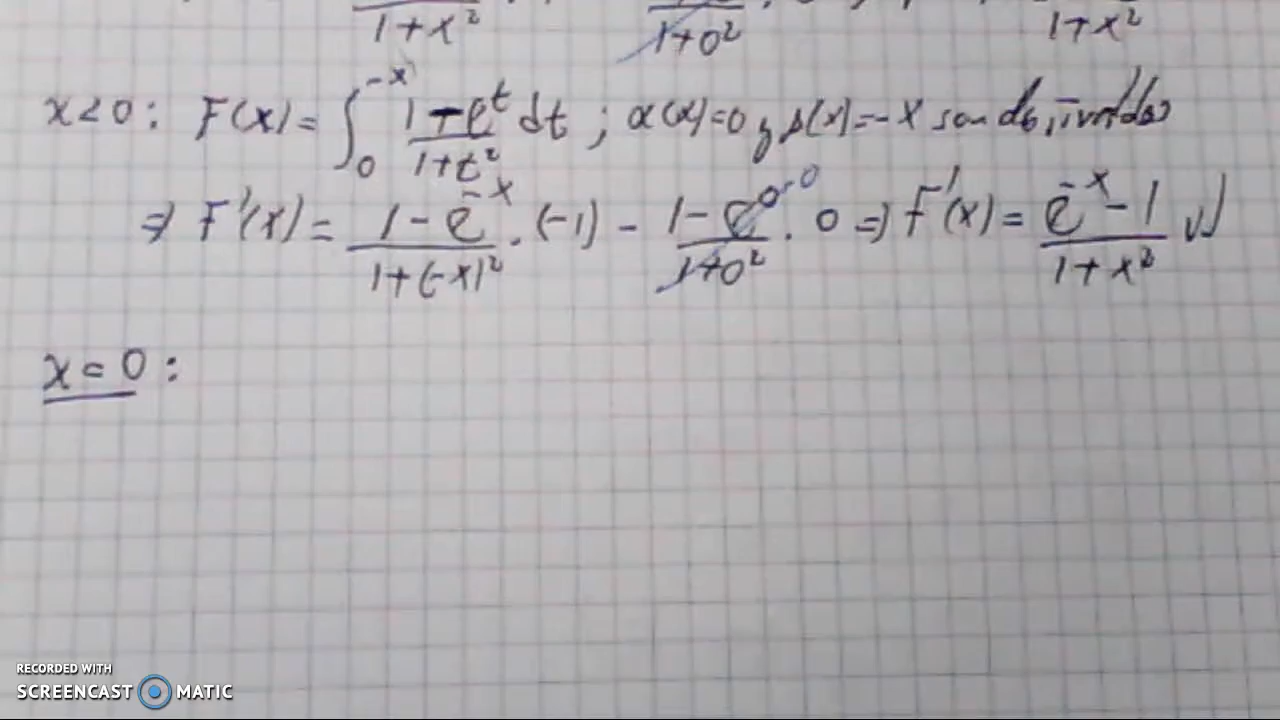 1+x² 1+0² 1+x²
x<0: F(x) = ∫₀^{-x} (1-e^t)/(1+t²) dt ; α(x)=0 y β(x)=-x son
⇒ F'(x) = (1-e^{-x})/(1+(-x)²) · (-1) - (1-e^0)/(1+0²) · 0 0 ⇒ F'(x) = (e^{-x}-1)/(1+x²)
x = 0 :
RECORDED WITH
SCREENCAST MATIC